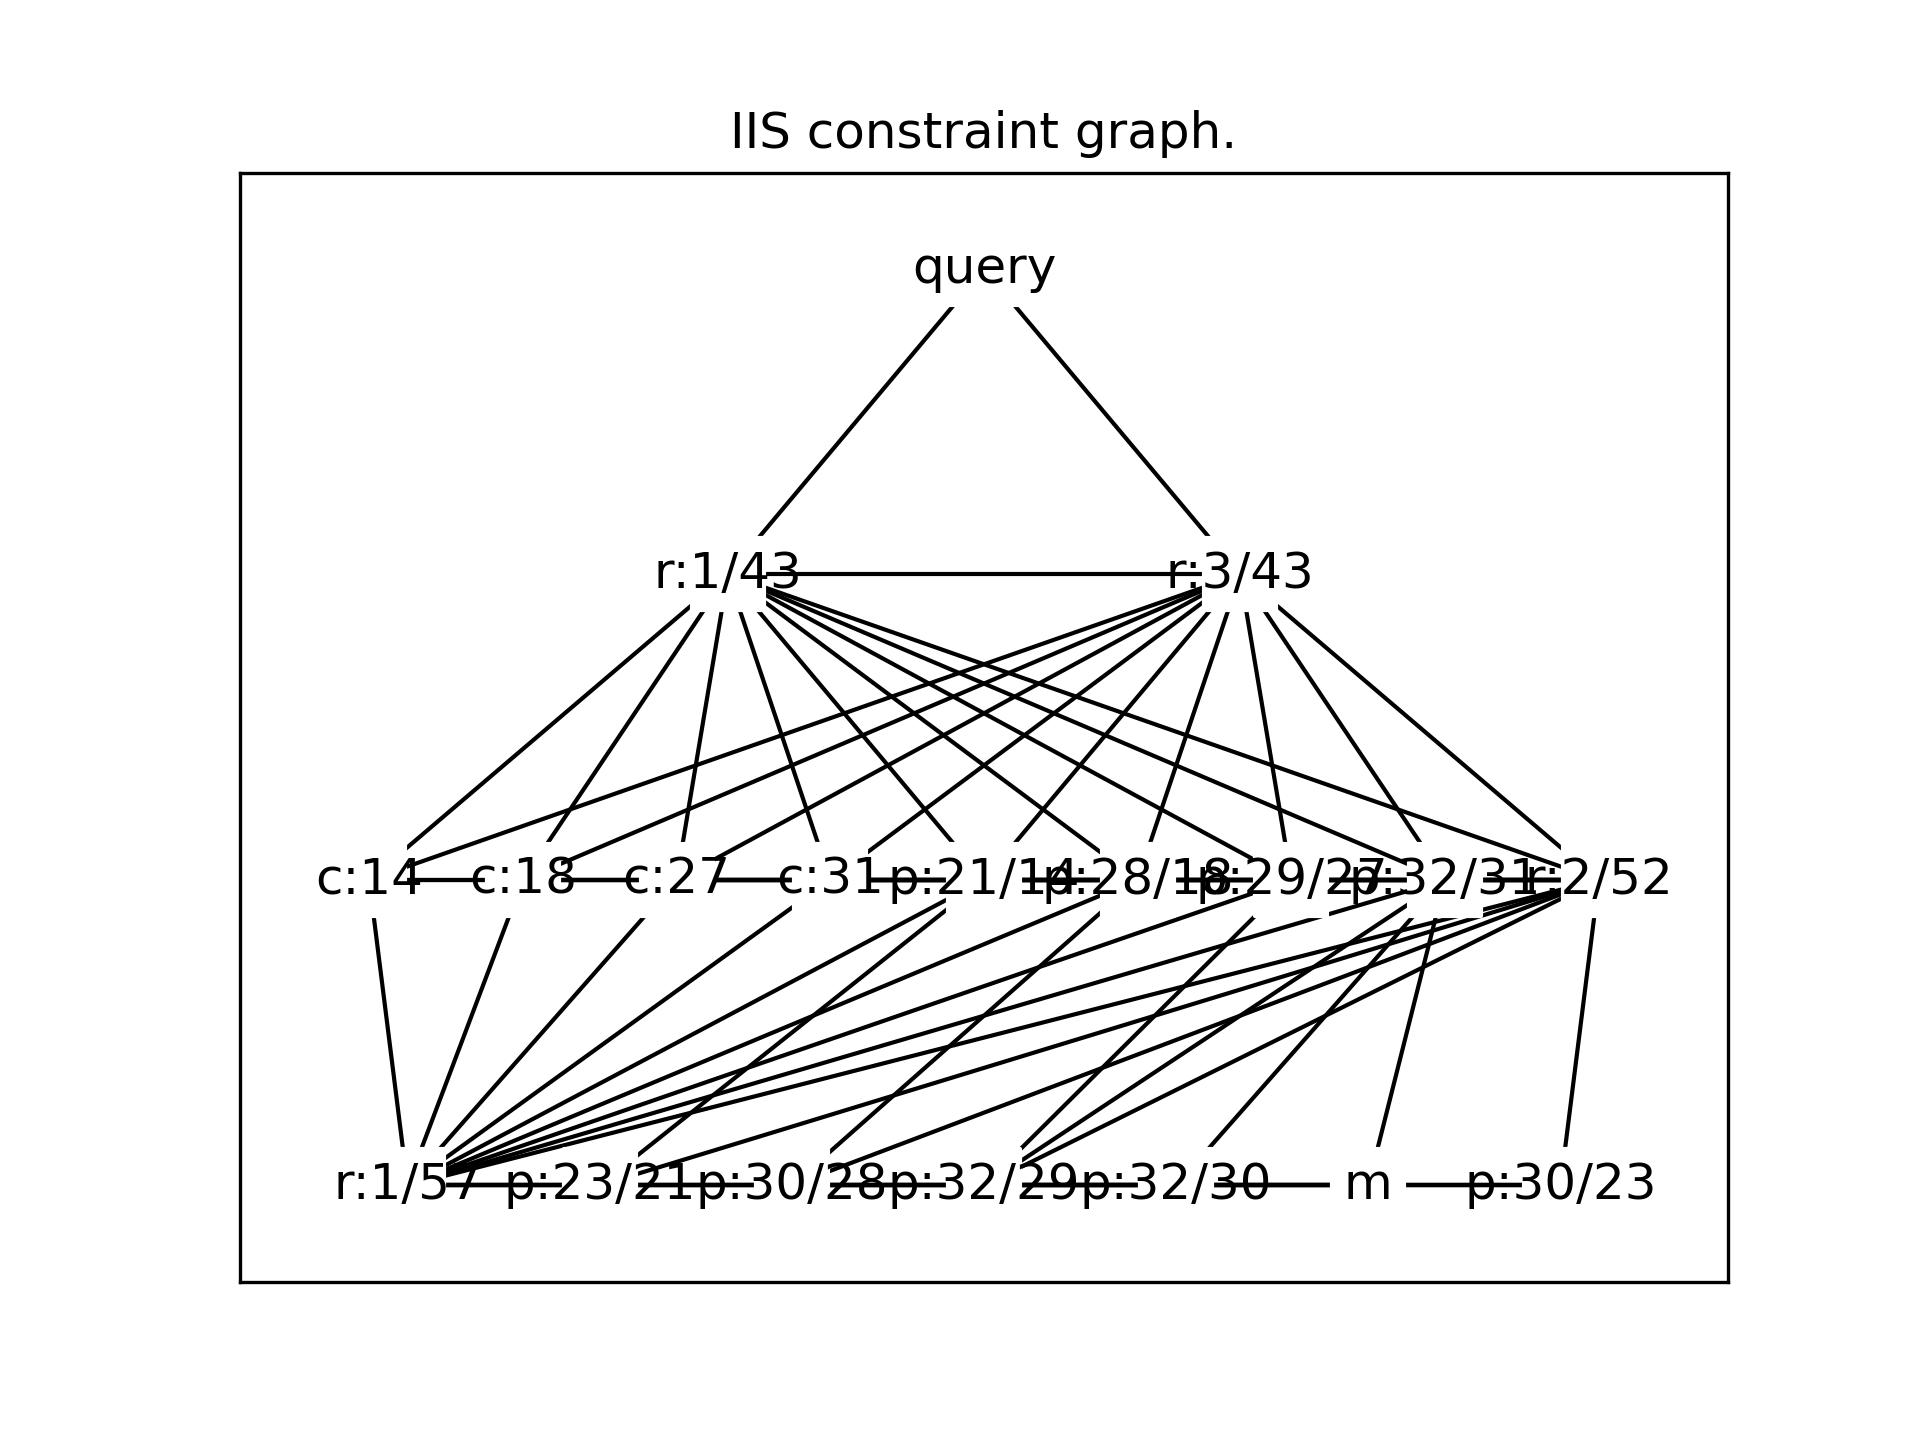 IIS constraint graph.
query
r:1/43 r:3/43
c:14 c:18 c:27 c:31 p:21/14 p:28/18 p:29/27 p:32/31 r:2/52
r:1/57 p:23/21 p:30/28 p:32/29 p:32/30 m p:30/23